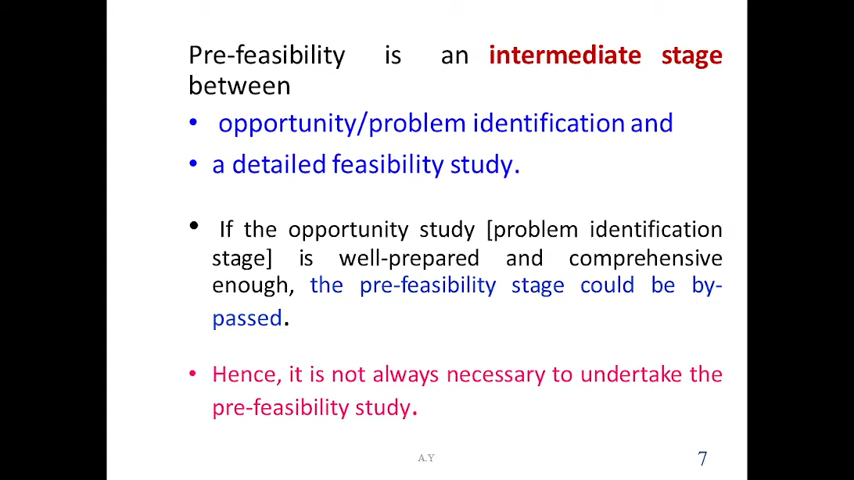 Pre-feasibility is an intermediate stage
between
• opportunity/problem identification and
• a detailed feasibility study.
• If the opportunity study [problem identification
stage] is well-prepared and comprehensive
enough, the pre-feasibility stage could be by-
passed.
• Hence, it is not always necessary to undertake the
pre-feasibility study.
A.Y
7